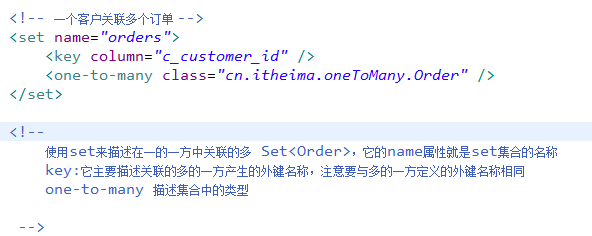 <!-- 一个客户关联多个订单 -->
<set name="orders">
<key column="c_customer_id" />
<one-to-many class="cn.itheima.oneToMany.Order" />
</set>
<!--
使用set来描述在一的一方中关联的多 Set<Order>，它的name属性就是set集合的名称
key:它主要描述关联的多的一方产生的外键名称，注意要与多的一方定义的外键名称相同
one-to-many 描述集合中的类型
-->